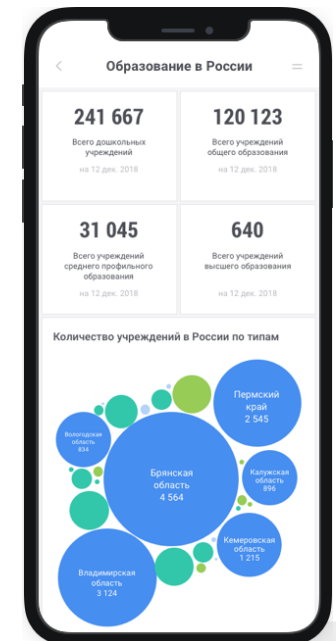 Образование в России
241 667
Всего дошкольных
учреждений
на 12 дек. 2018
120 123
Всего учреждений
общего образования
на 12 дек. 2018
31 045
Всего учреждений
среднего профильного
образования
на 12 дек. 2018
640
Всего учреждений
высшего образования
на 12 дек. 2018
Количество учреждений в России по типам
Пермский
край
2 545
Вологодская
область
834
Брянская
область
4 564
Калужская
область
896
Кемеровская
область
1 215
Владимирская
область
3 124